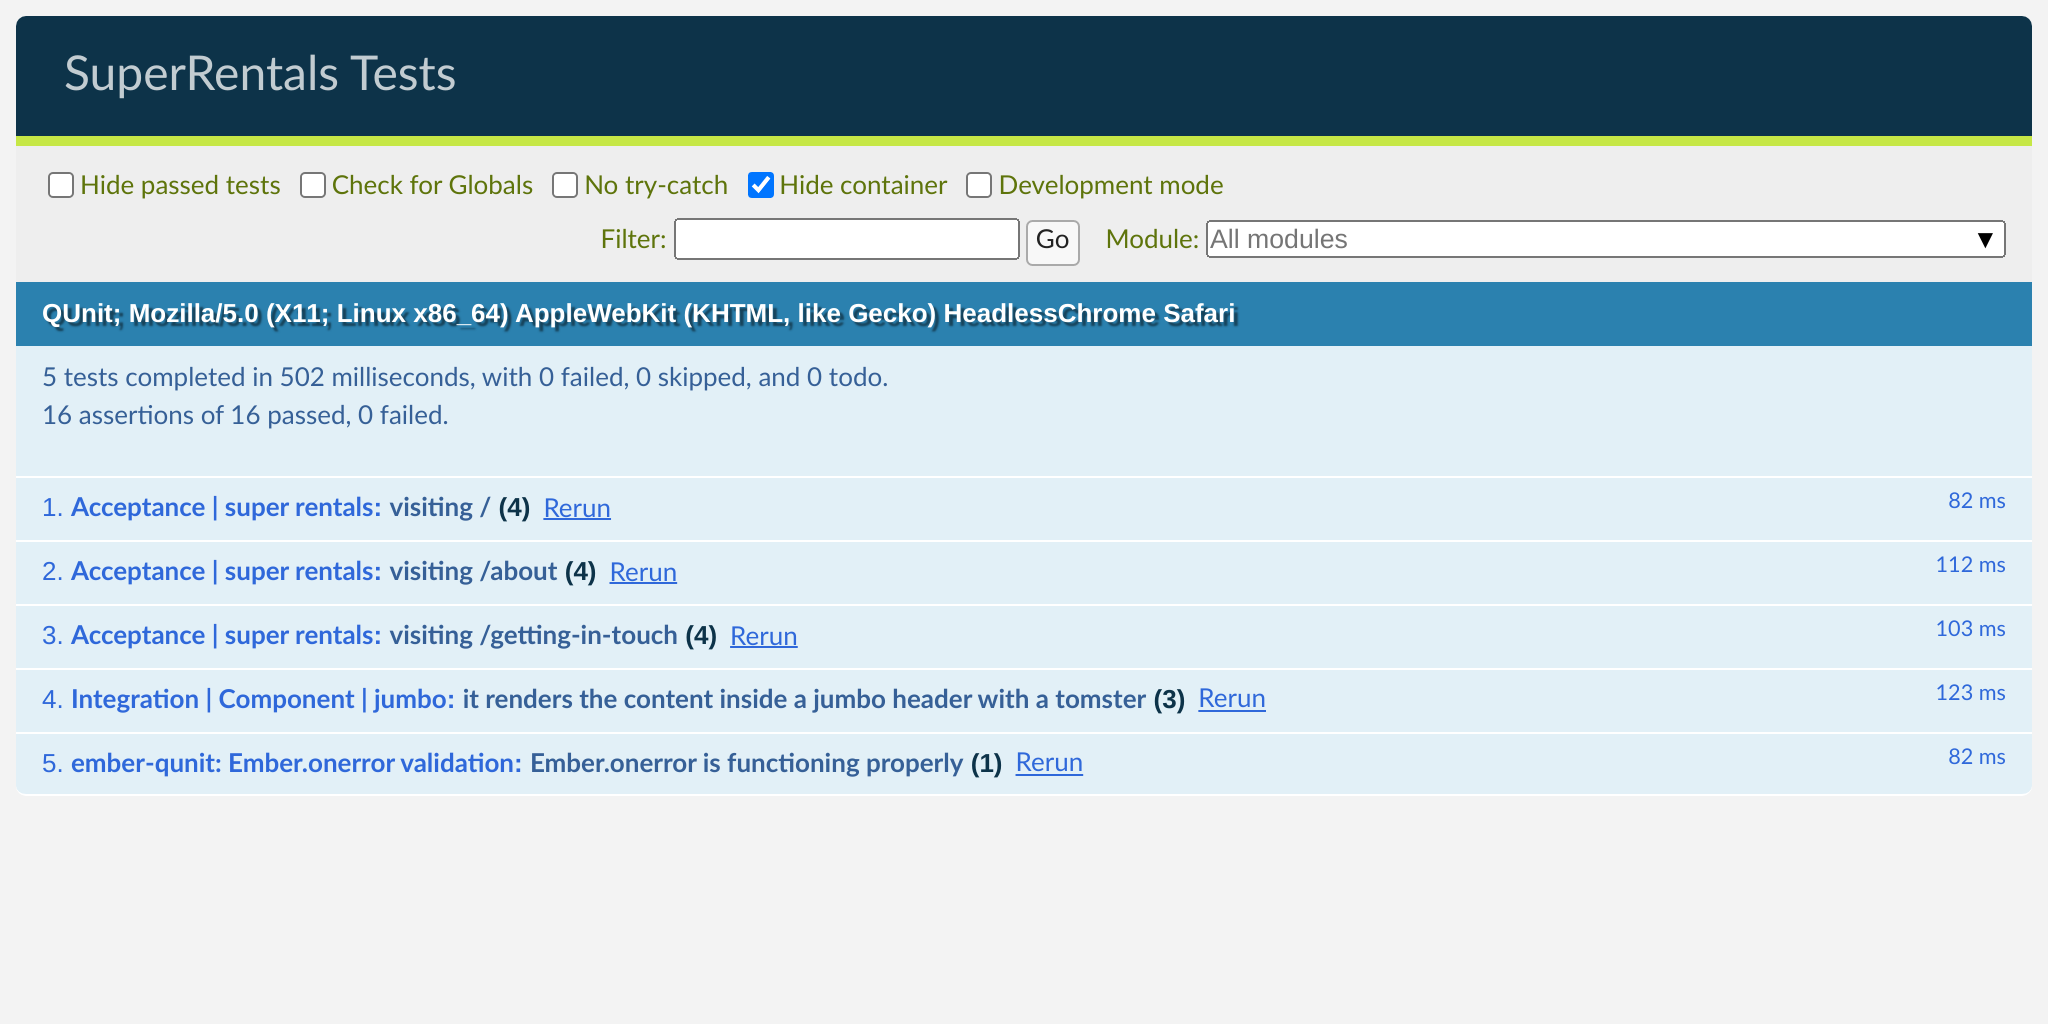 SuperRentals Tests
Hide passed tests Check for Globals No try-catch Hide container Development mode
Filter: Go Module: All modules ▼
QUnit; Mozilla/5.0 (X11; Linux x86_64) AppleWebKit (KHTML, like Gecko) HeadlessChrome Safari
5 tests completed in 502 milliseconds, with 0 failed, 0 skipped, and 0 todo.
16 assertions of 16 passed, 0 failed.
1. Acceptance | super rentals: visiting / (4) Rerun 82 ms
2. Acceptance | super rentals: visiting /about (4) Rerun 112 ms
3. Acceptance | super rentals: visiting /getting-in-touch (4) Rerun 103 ms
4. Integration | Component | jumbo: it renders the content inside a jumbo header with a tomster (3) Rerun 123 ms
5. ember-qunit: Ember.onerror validation: Ember.onerror is functioning properly (1) Rerun 82 ms